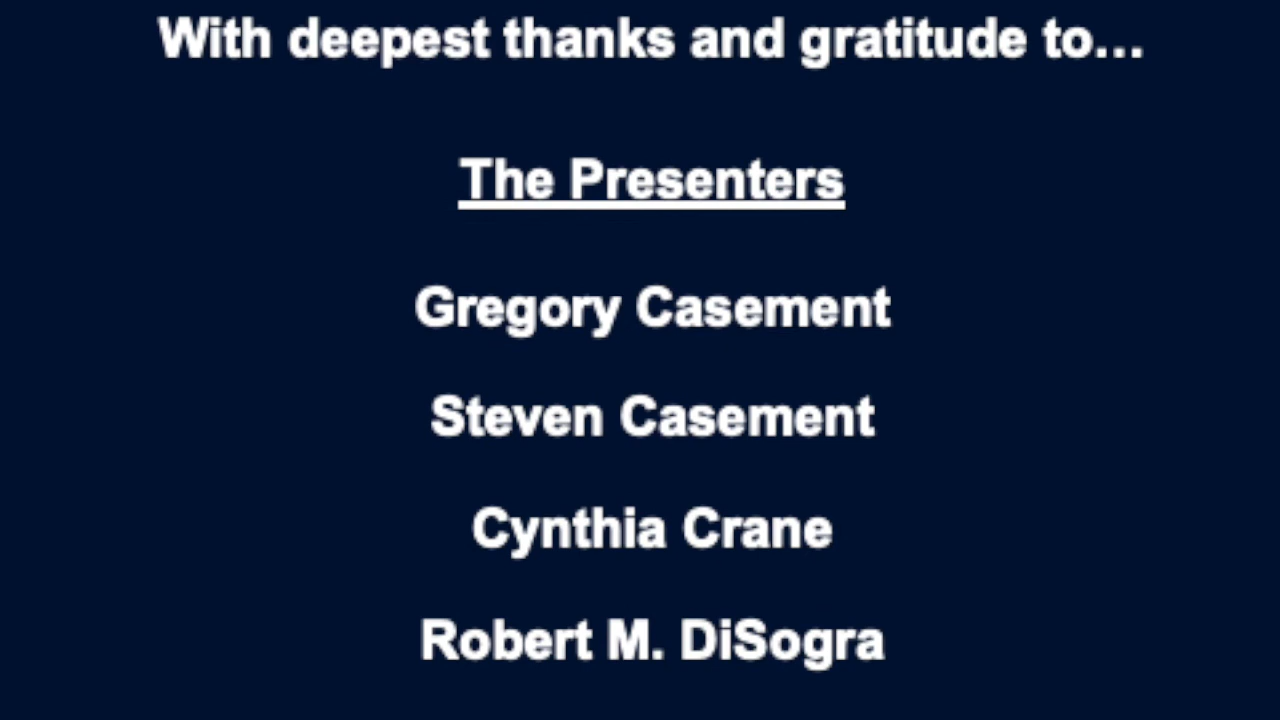 With deepest thanks and gratitude to…
The Presenters
Gregory Casement
Steven Casement
Cynthia Crane
Robert M. DiSogra